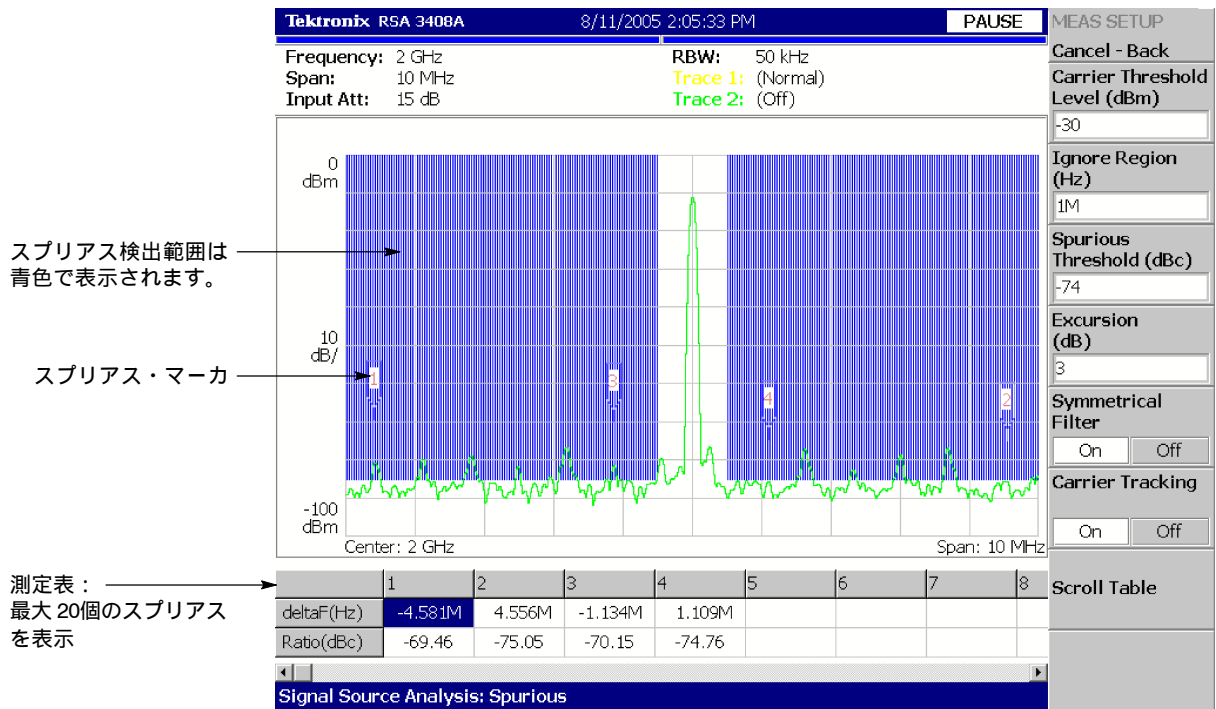 Tektronix RSA 3408A 8/11/2005 2:05:33 PM PAUSE
Frequency: 2 GHz RBW: 50 kHz
Span: 10 MHz Trace 1: (Normal)
Input Att: 15 dB Trace 2: (Off)
0
dBm
10
dB/
-100
dBm
1
3
4
2
Center: 2 GHz Span: 10 MHz
スプリアス検出範囲は
青色で表示されます。
スプリアス・マーカ
測定表：
最大 20個のスプリアス
を表示
1 2 3 4 5 6 7 8
deltaF(Hz) -4.581M 4.556M -1.134M 1.109M
Ratio(dBc) -69.46 -75.05 -70.15 -74.76
Signal Source Analysis: Spurious
MEAS SETUP
Cancel - Back
Carrier Threshold
Level (dBm)
-30
Ignore Region
(Hz)
1M
Spurious
Threshold (dBc)
-74
Excursion
(dB)
3
Symmetrical
Filter
On Off
Carrier Tracking
On Off
Scroll Table